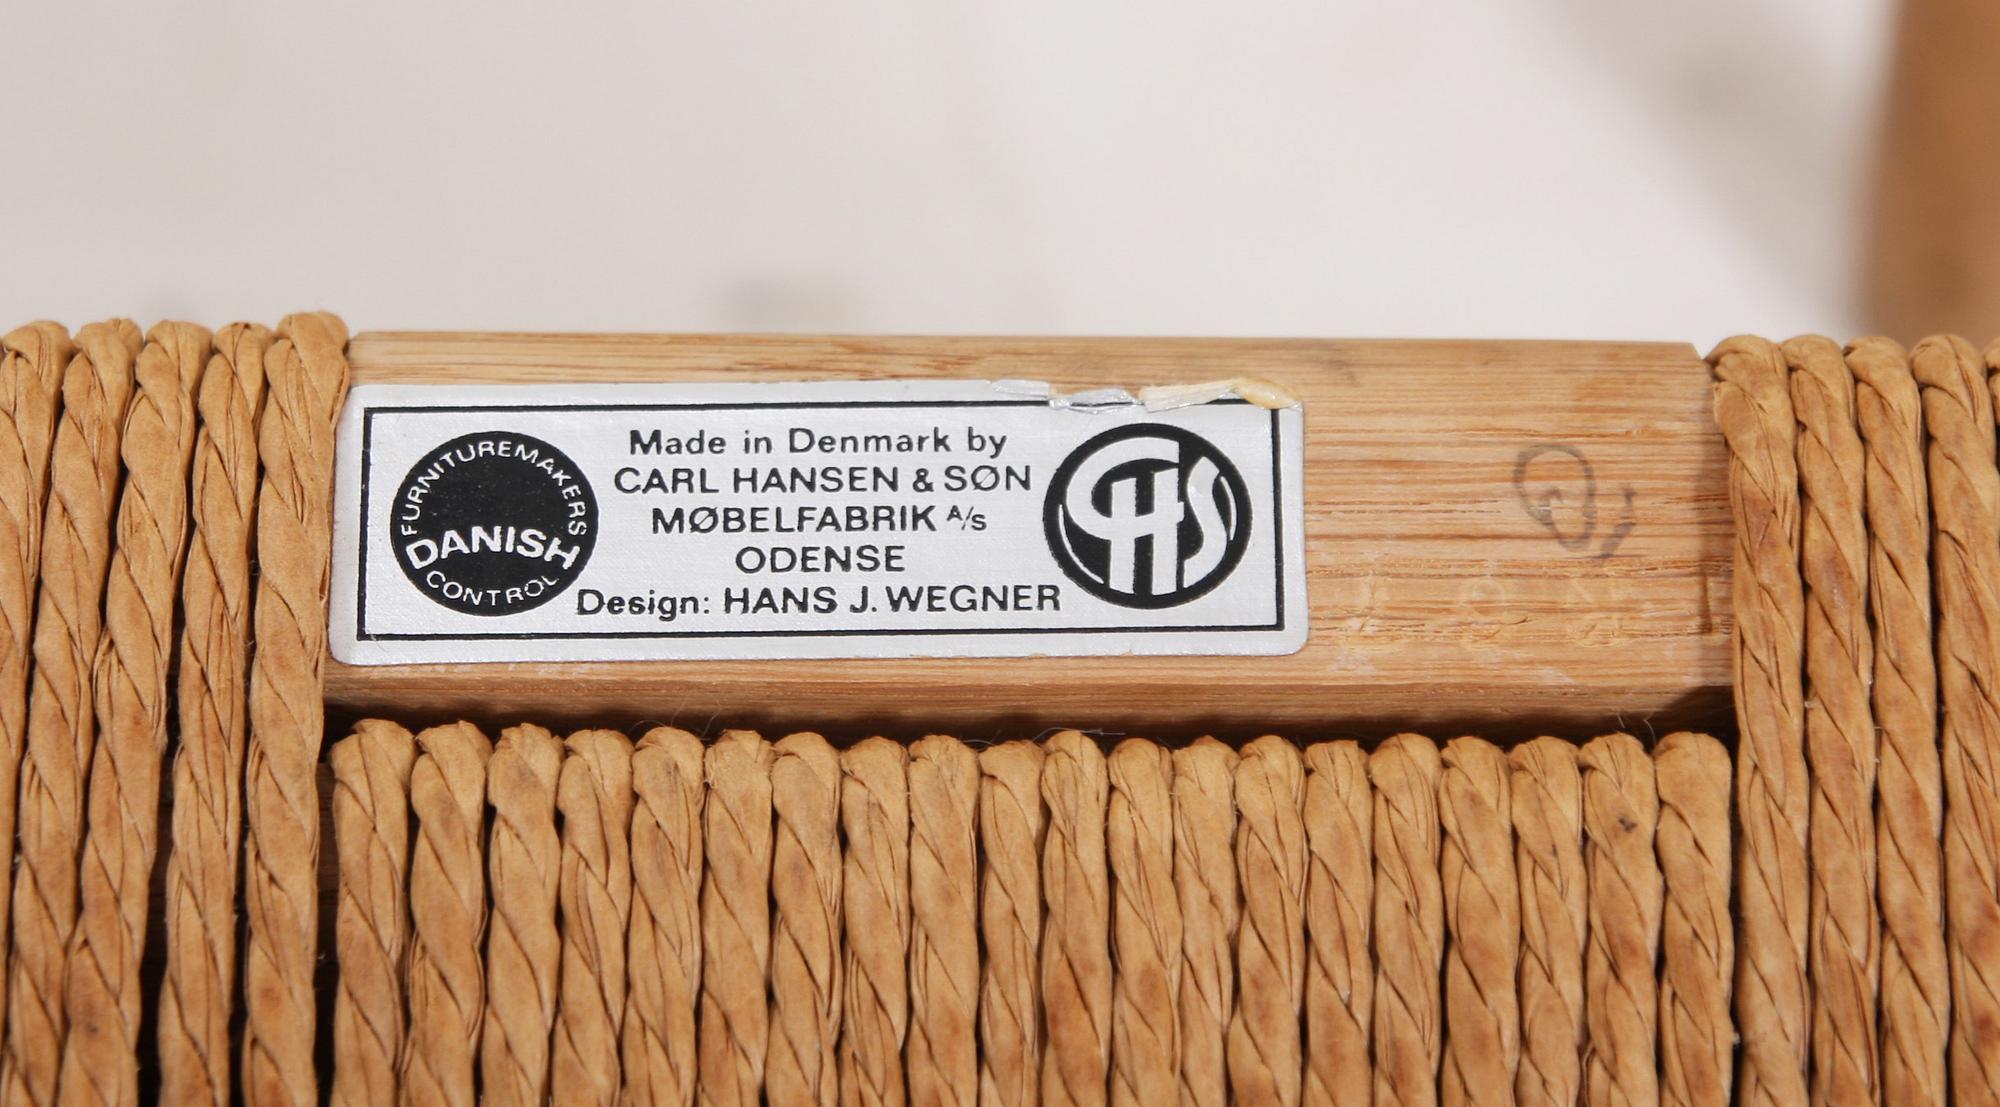 FURNITUREMAKERS
DANISH
CONTROL
Made in Denmark by
CARL HANSEN & SØN
MØBELFABRIK A/s
ODENSE
Design: HANS J. WEGNER
CHS